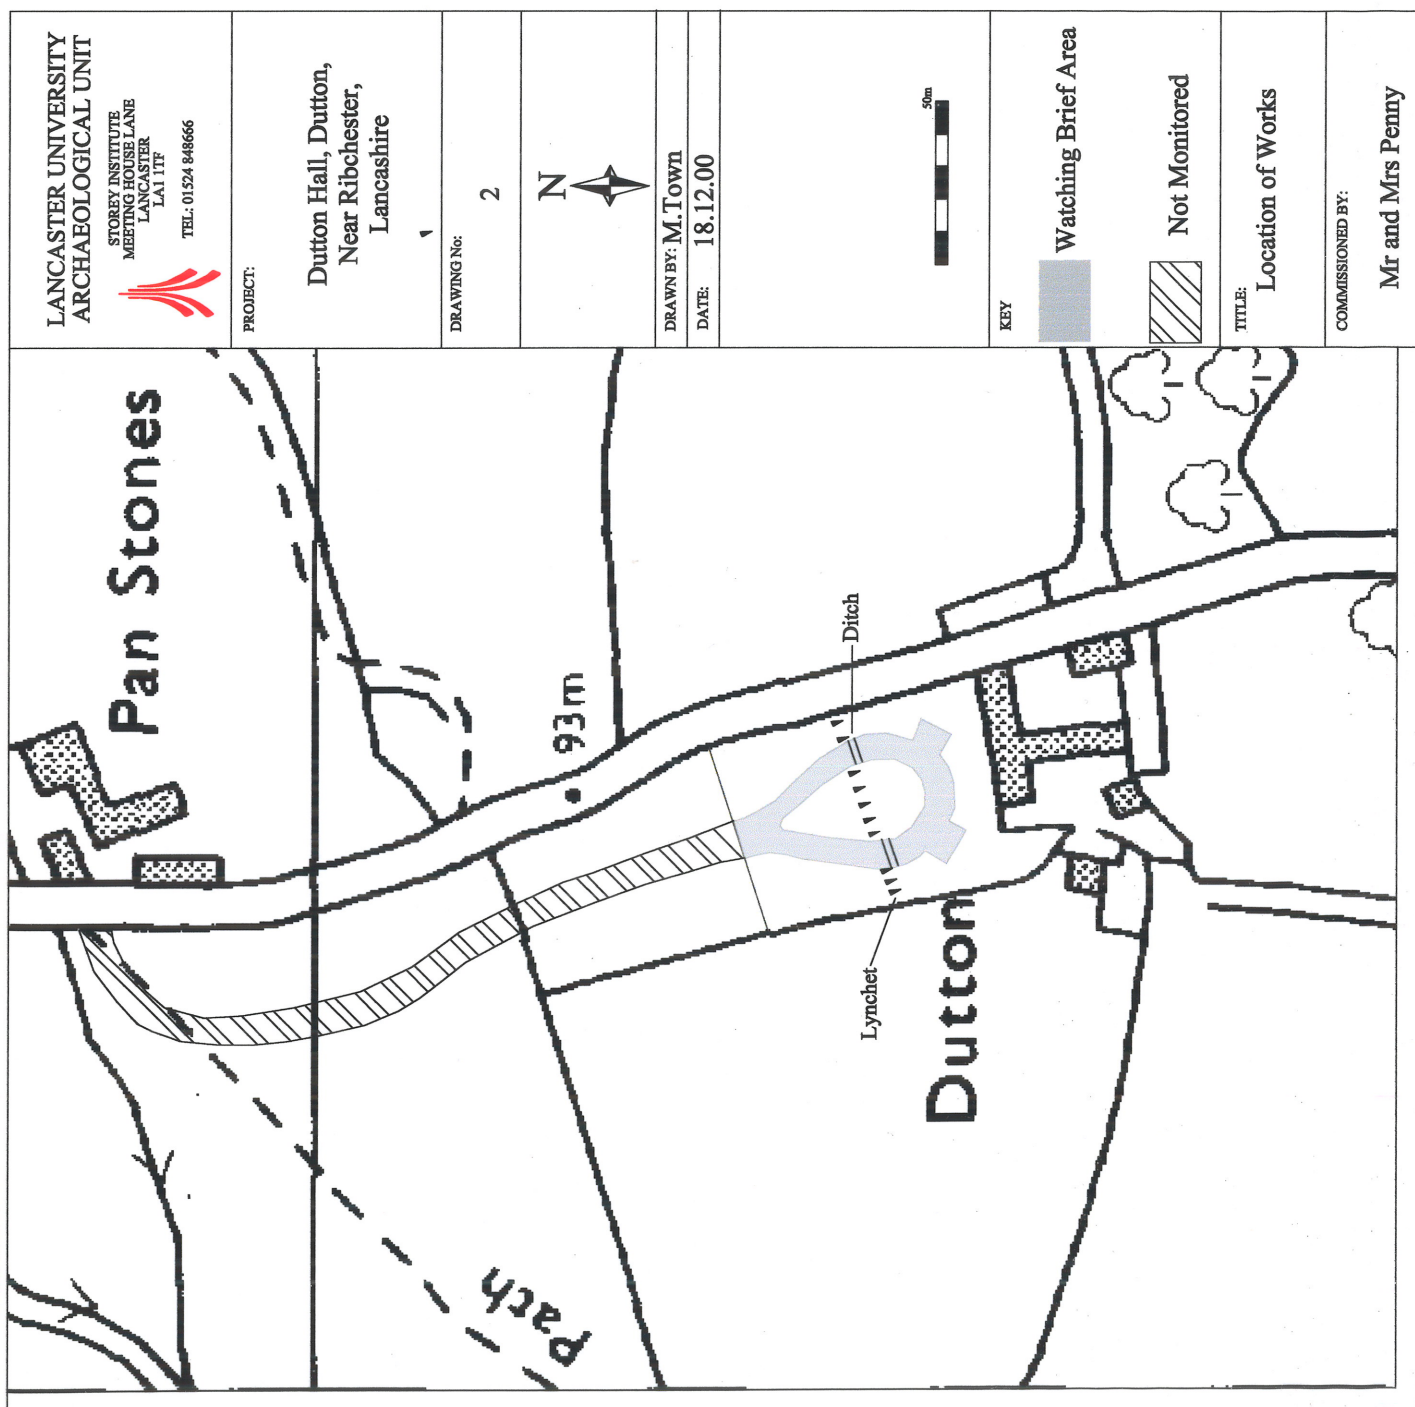 LANCASTER UNIVERSITY
ARCHAEOLOGICAL UNIT
STOREY INSTITUTE
MEETING HOUSE LANE
LANCASTER
LA1 1TF
TEL: 01524 848666
PROJECT:
Dutton Hall, Dutton,
Near Ribchester,
Lancashire
DRAWING No:
2
N
DRAWN BY: M.Town
DATE: 18.12.00
50m
KEY
Watching Brief Area
Not Monitored
TITLE:
Location of Works
COMMISSIONED BY:
Mr and Mrs Penny
Pan Stones
93m
Ditch
Lynchet
Dutton
Path